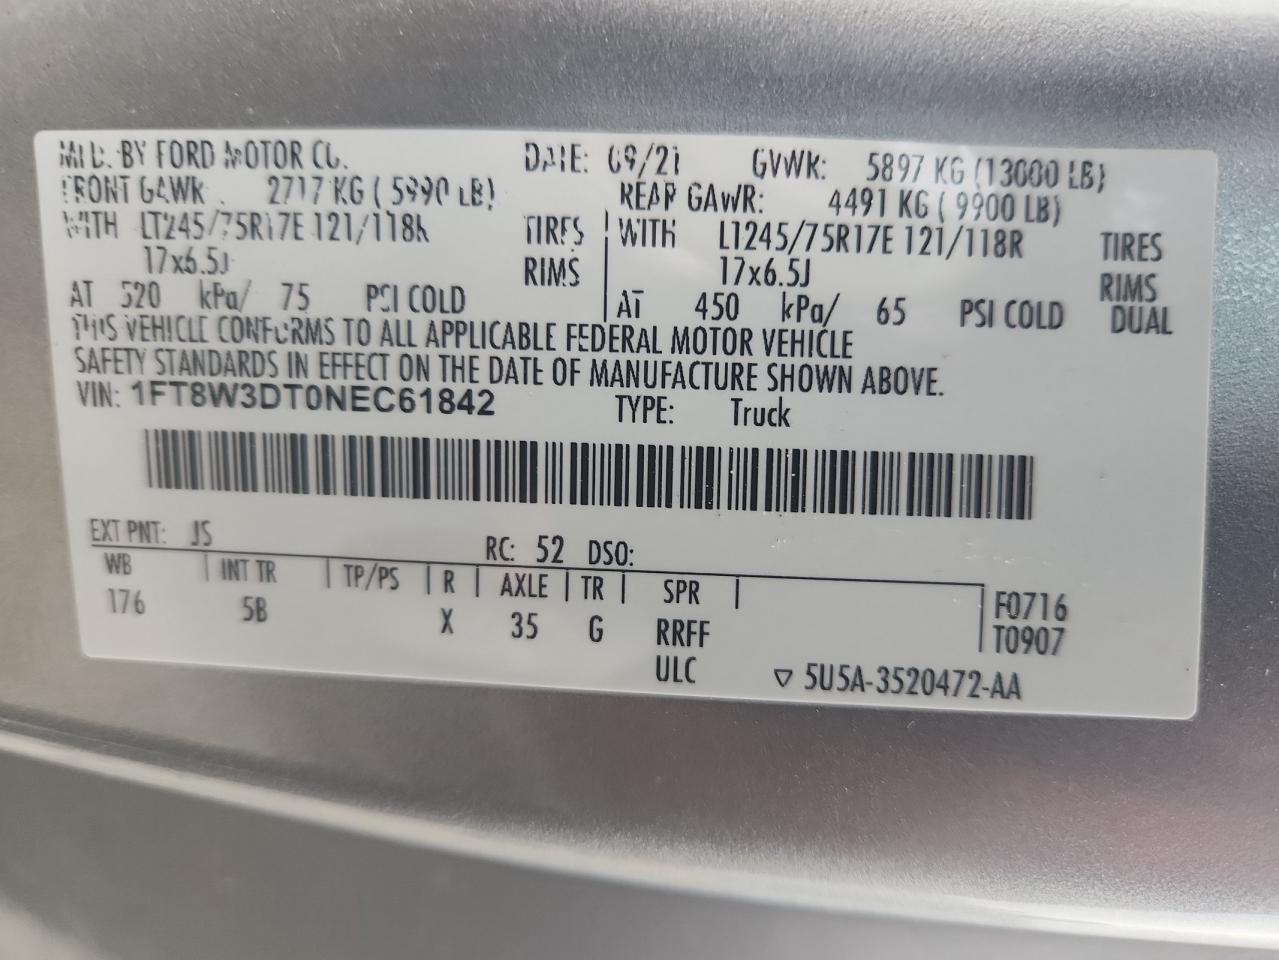 MFD. BY FORD MOTOR CO. DATE: 09/21 GVWR: 5897 KG (13000 LB)
FRONT GAWR: 2717 KG ( 5990 LB) REAR GAWR: 4491 KG ( 9900 LB)
WITH LT245/75R17E 121/118R TIRES WITH LT245/75R17E 121/118R TIRES
17x6.5J RIMS 17x6.5J RIMS
AT 520 kPa/ 75 PSI COLD AT 450 kPa/ 65 PSI COLD DUAL
THIS VEHICLE CONFORMS TO ALL APPLICABLE FEDERAL MOTOR VEHICLE
SAFETY STANDARDS IN EFFECT ON THE DATE OF MANUFACTURE SHOWN ABOVE.
VIN: 1FT8W3DT0NEC61842 TYPE: Truck
EXT PNT: JS RC: 52 DSO:
WB INT TR TP/PS R AXLE TR SPR F0716
176 5B X 35 G RRFF T0907
ULC ▽ 5U5A-3520472-AA